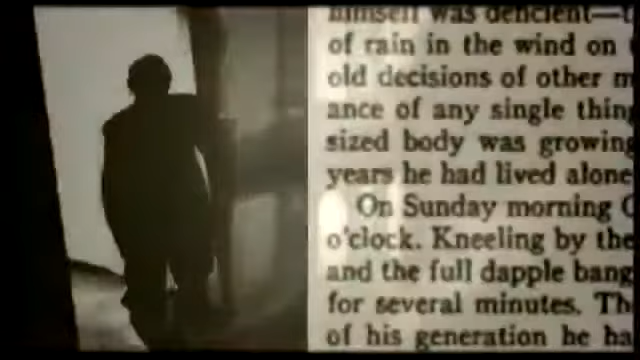 himself was deficient—
of rain in the wind on
old decisions of other m
ance of any single thing
sized body was growing
years he had lived alone
On Sunday morning
o'clock. Kneeling by the
and the full dapple bang
for several minutes. Th
of his generation he ha